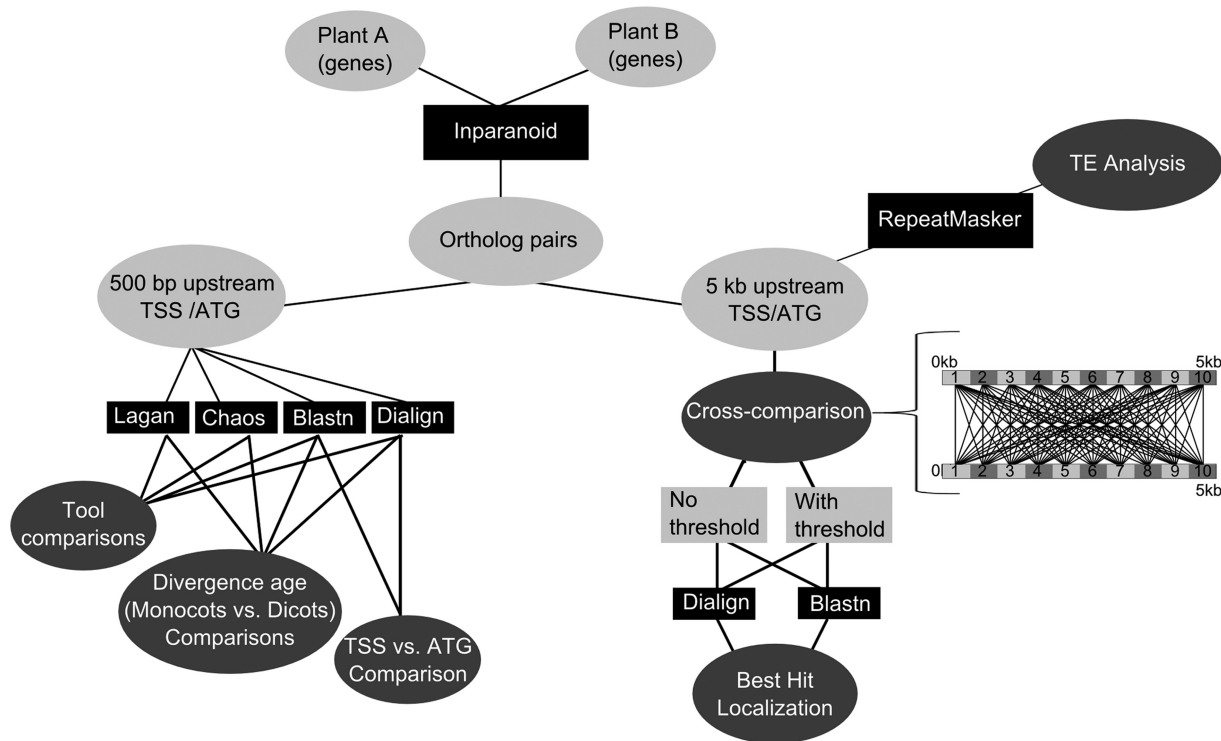 Plant A
(genes)
Plant B
(genes)
Inparanoid
TE Analysis
RepeatMasker
Ortholog pairs
500 bp upstream
TSS /ATG
5 kb upstream
TSS/ATG
0kb
5kb
1 2 3 4 5 6 7 8 9 10
Cross-comparison
0
1 2 3 4 5 6 7 8 9 10
5kb
Lagan
Chaos
Blastn
Dialign
Tool
comparisons
No
threshold
With
threshold
Divergence age
(Monocots vs. Dicots)
Comparisons
Dialign
Blastn
TSS vs. ATG
Comparison
Best Hit
Localization